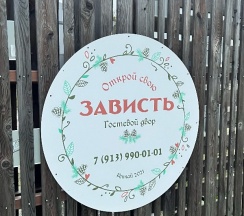 Открой свою
ЗАВИСТЬ
Гостевой двор
7 (913) 990-01-01